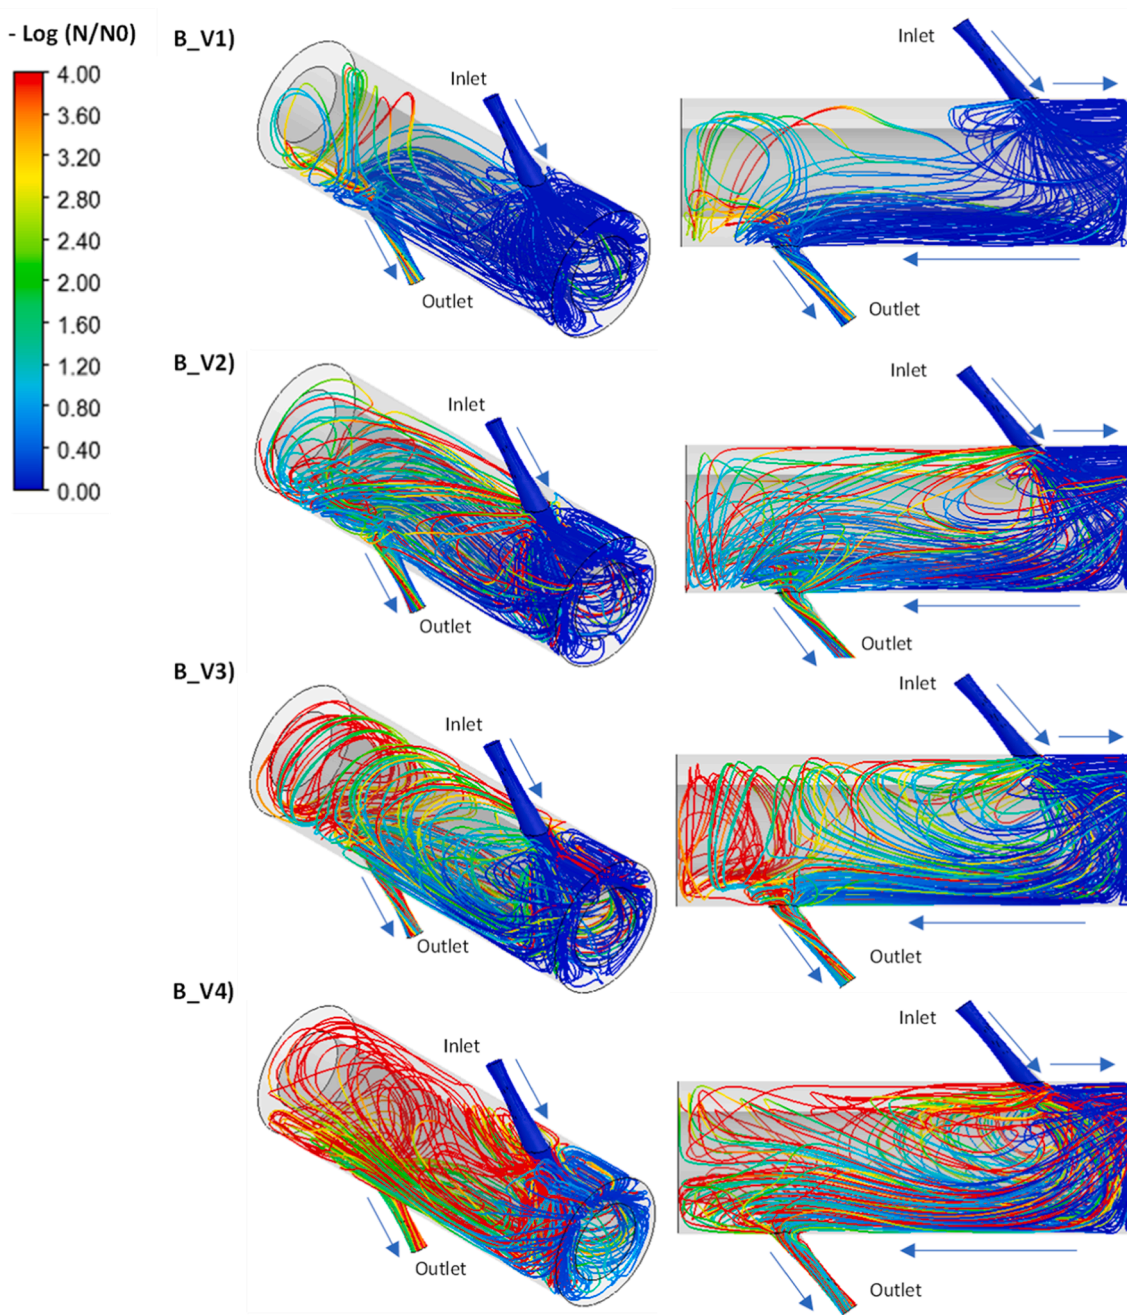 - Log (N/N0)
4.00
3.60
3.20
2.80
2.40
2.00
1.60
1.20
0.80
0.40
0.00
B_V1)
Inlet
Outlet
Inlet
Outlet
B_V2)
Inlet
Outlet
Inlet
Outlet
B_V3)
Inlet
Outlet
Inlet
Outlet
B_V4)
Inlet
Outlet
Inlet
Outlet